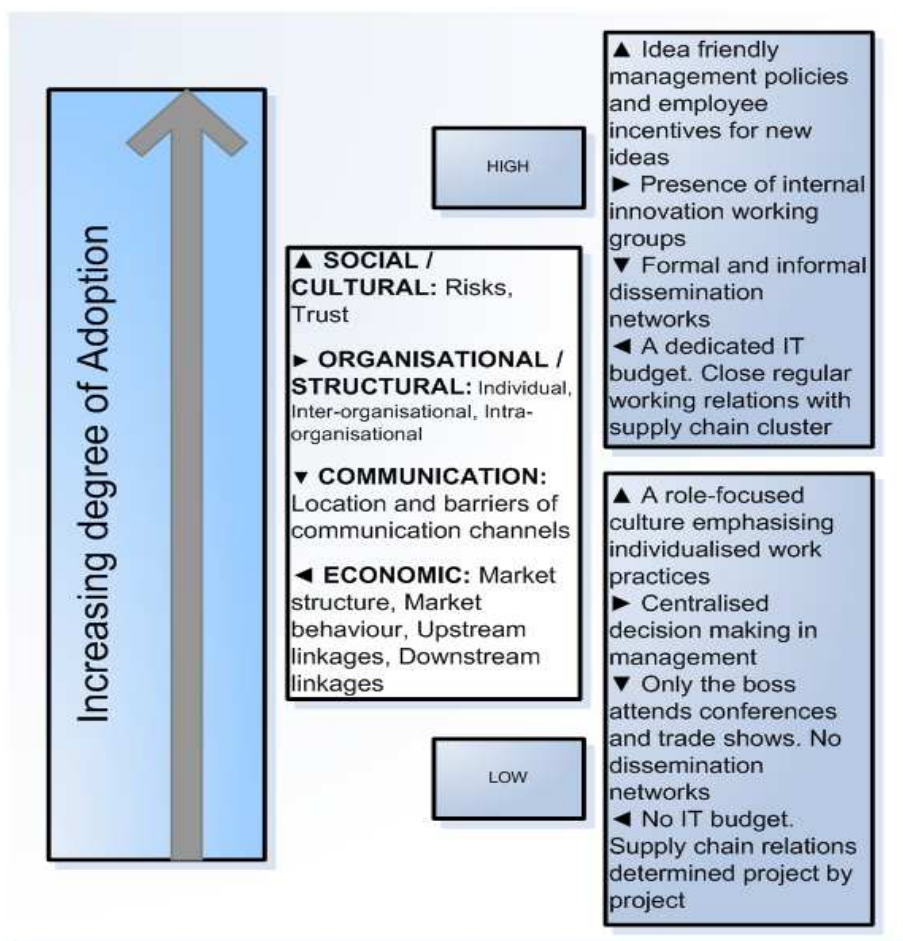 Increasing degree of Adoption
HIGH
▲ SOCIAL /
CULTURAL: Risks,
Trust
► ORGANISATIONAL /
STRUCTURAL: Individual,
Inter-organisational, Intra-
organisational
▼ COMMUNICATION:
Location and barriers of
communication channels
◄ ECONOMIC: Market
structure, Market
behaviour, Upstream
linkages, Downstream
linkages
LOW
▲ Idea friendly
management policies
and employee
incentives for new
ideas
► Presence of internal
innovation working
groups
▼ Formal and informal
dissemination
networks
◄ A dedicated IT
budget. Close regular
working relations with
supply chain cluster
▲ A role-focused
culture emphasising
individualised work
practices
► Centralised
decision making in
management
▼ Only the boss
attends conferences
and trade shows. No
dissemination
networks
◄ No IT budget.
Supply chain relations
determined project by
project